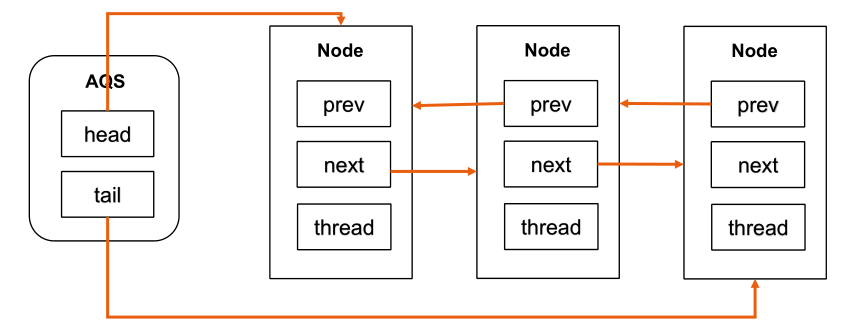 AQS
head
tail
Node
prev
next
thread
Node
prev
next
thread
Node
prev
next
thread